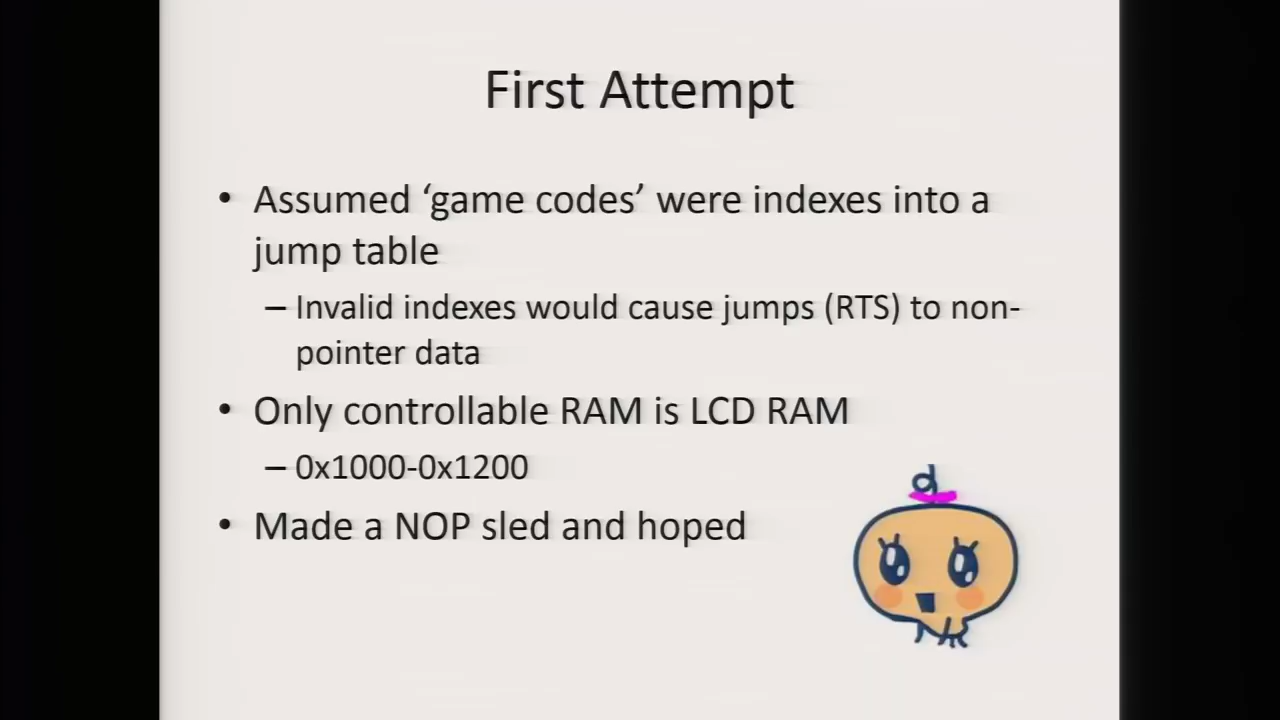 First Attempt
• Assumed ‘game codes’ were indexes into a
jump table
– Invalid indexes would cause jumps (RTS) to non-
pointer data
• Only controllable RAM is LCD RAM
– 0x1000-0x1200
• Made a NOP sled and hoped